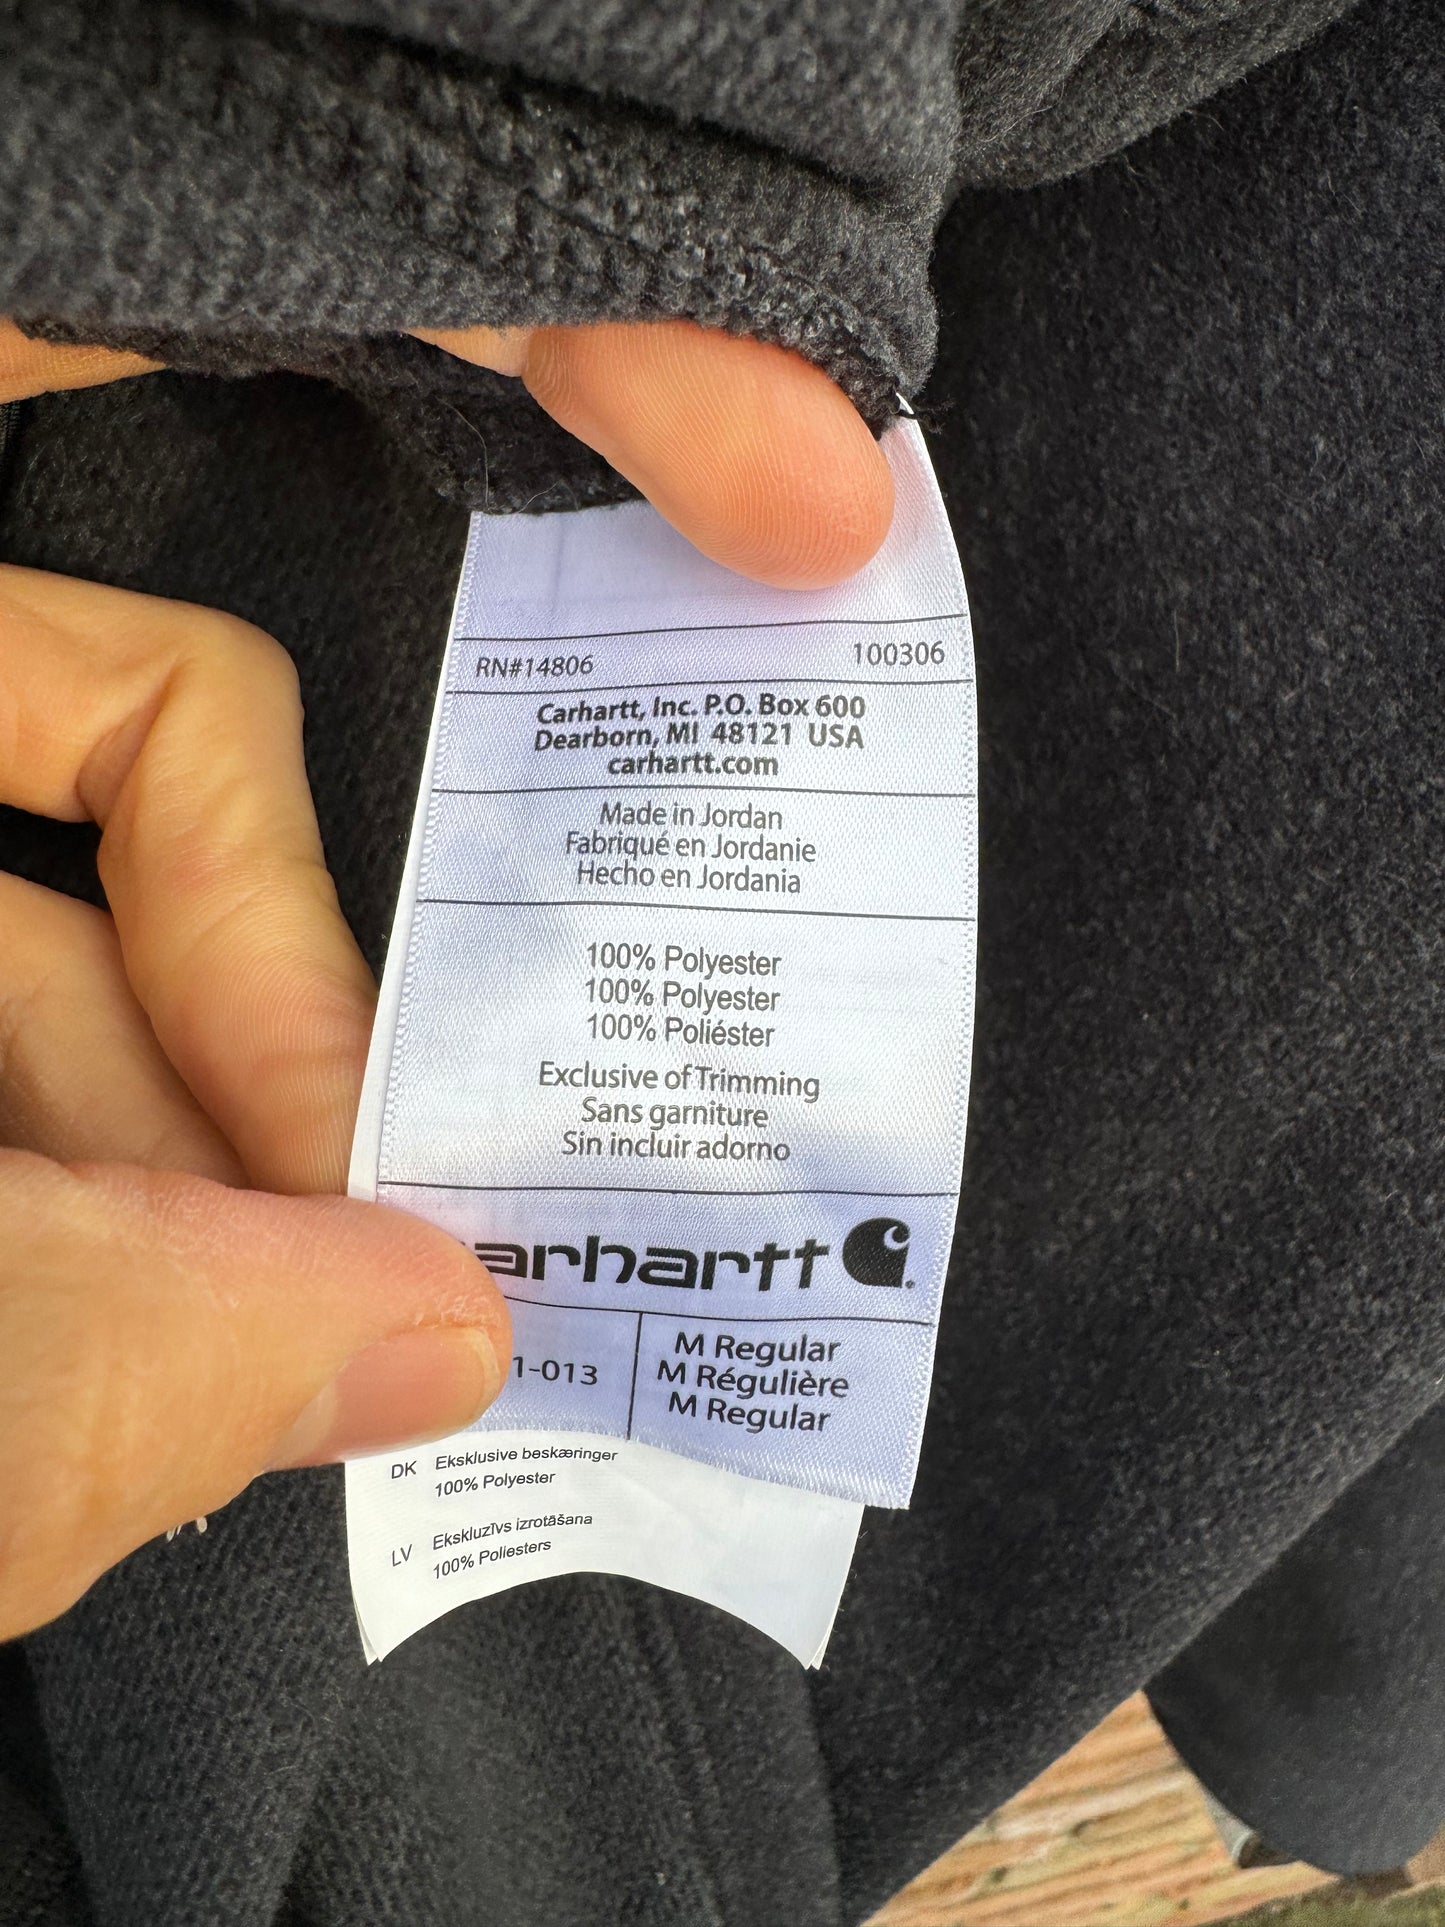 RN#14806 100306
Carhartt, Inc. P.O. Box 600
Dearborn, MI 48121 USA
carhartt.com
Made in Jordan
Fabriqué en Jordanie
Hecho en Jordania
100% Polyester
100% Polyester
100% Poliéster
Exclusive of Trimming
Sans garniture
Sin incluir adorno
arhartt
1-013
M Regular
M Régulière
M Regular
DK Eksklusive beskæringer
100% Polyester
LV Ekskluzīvs izrotāšana
100% Poliesters